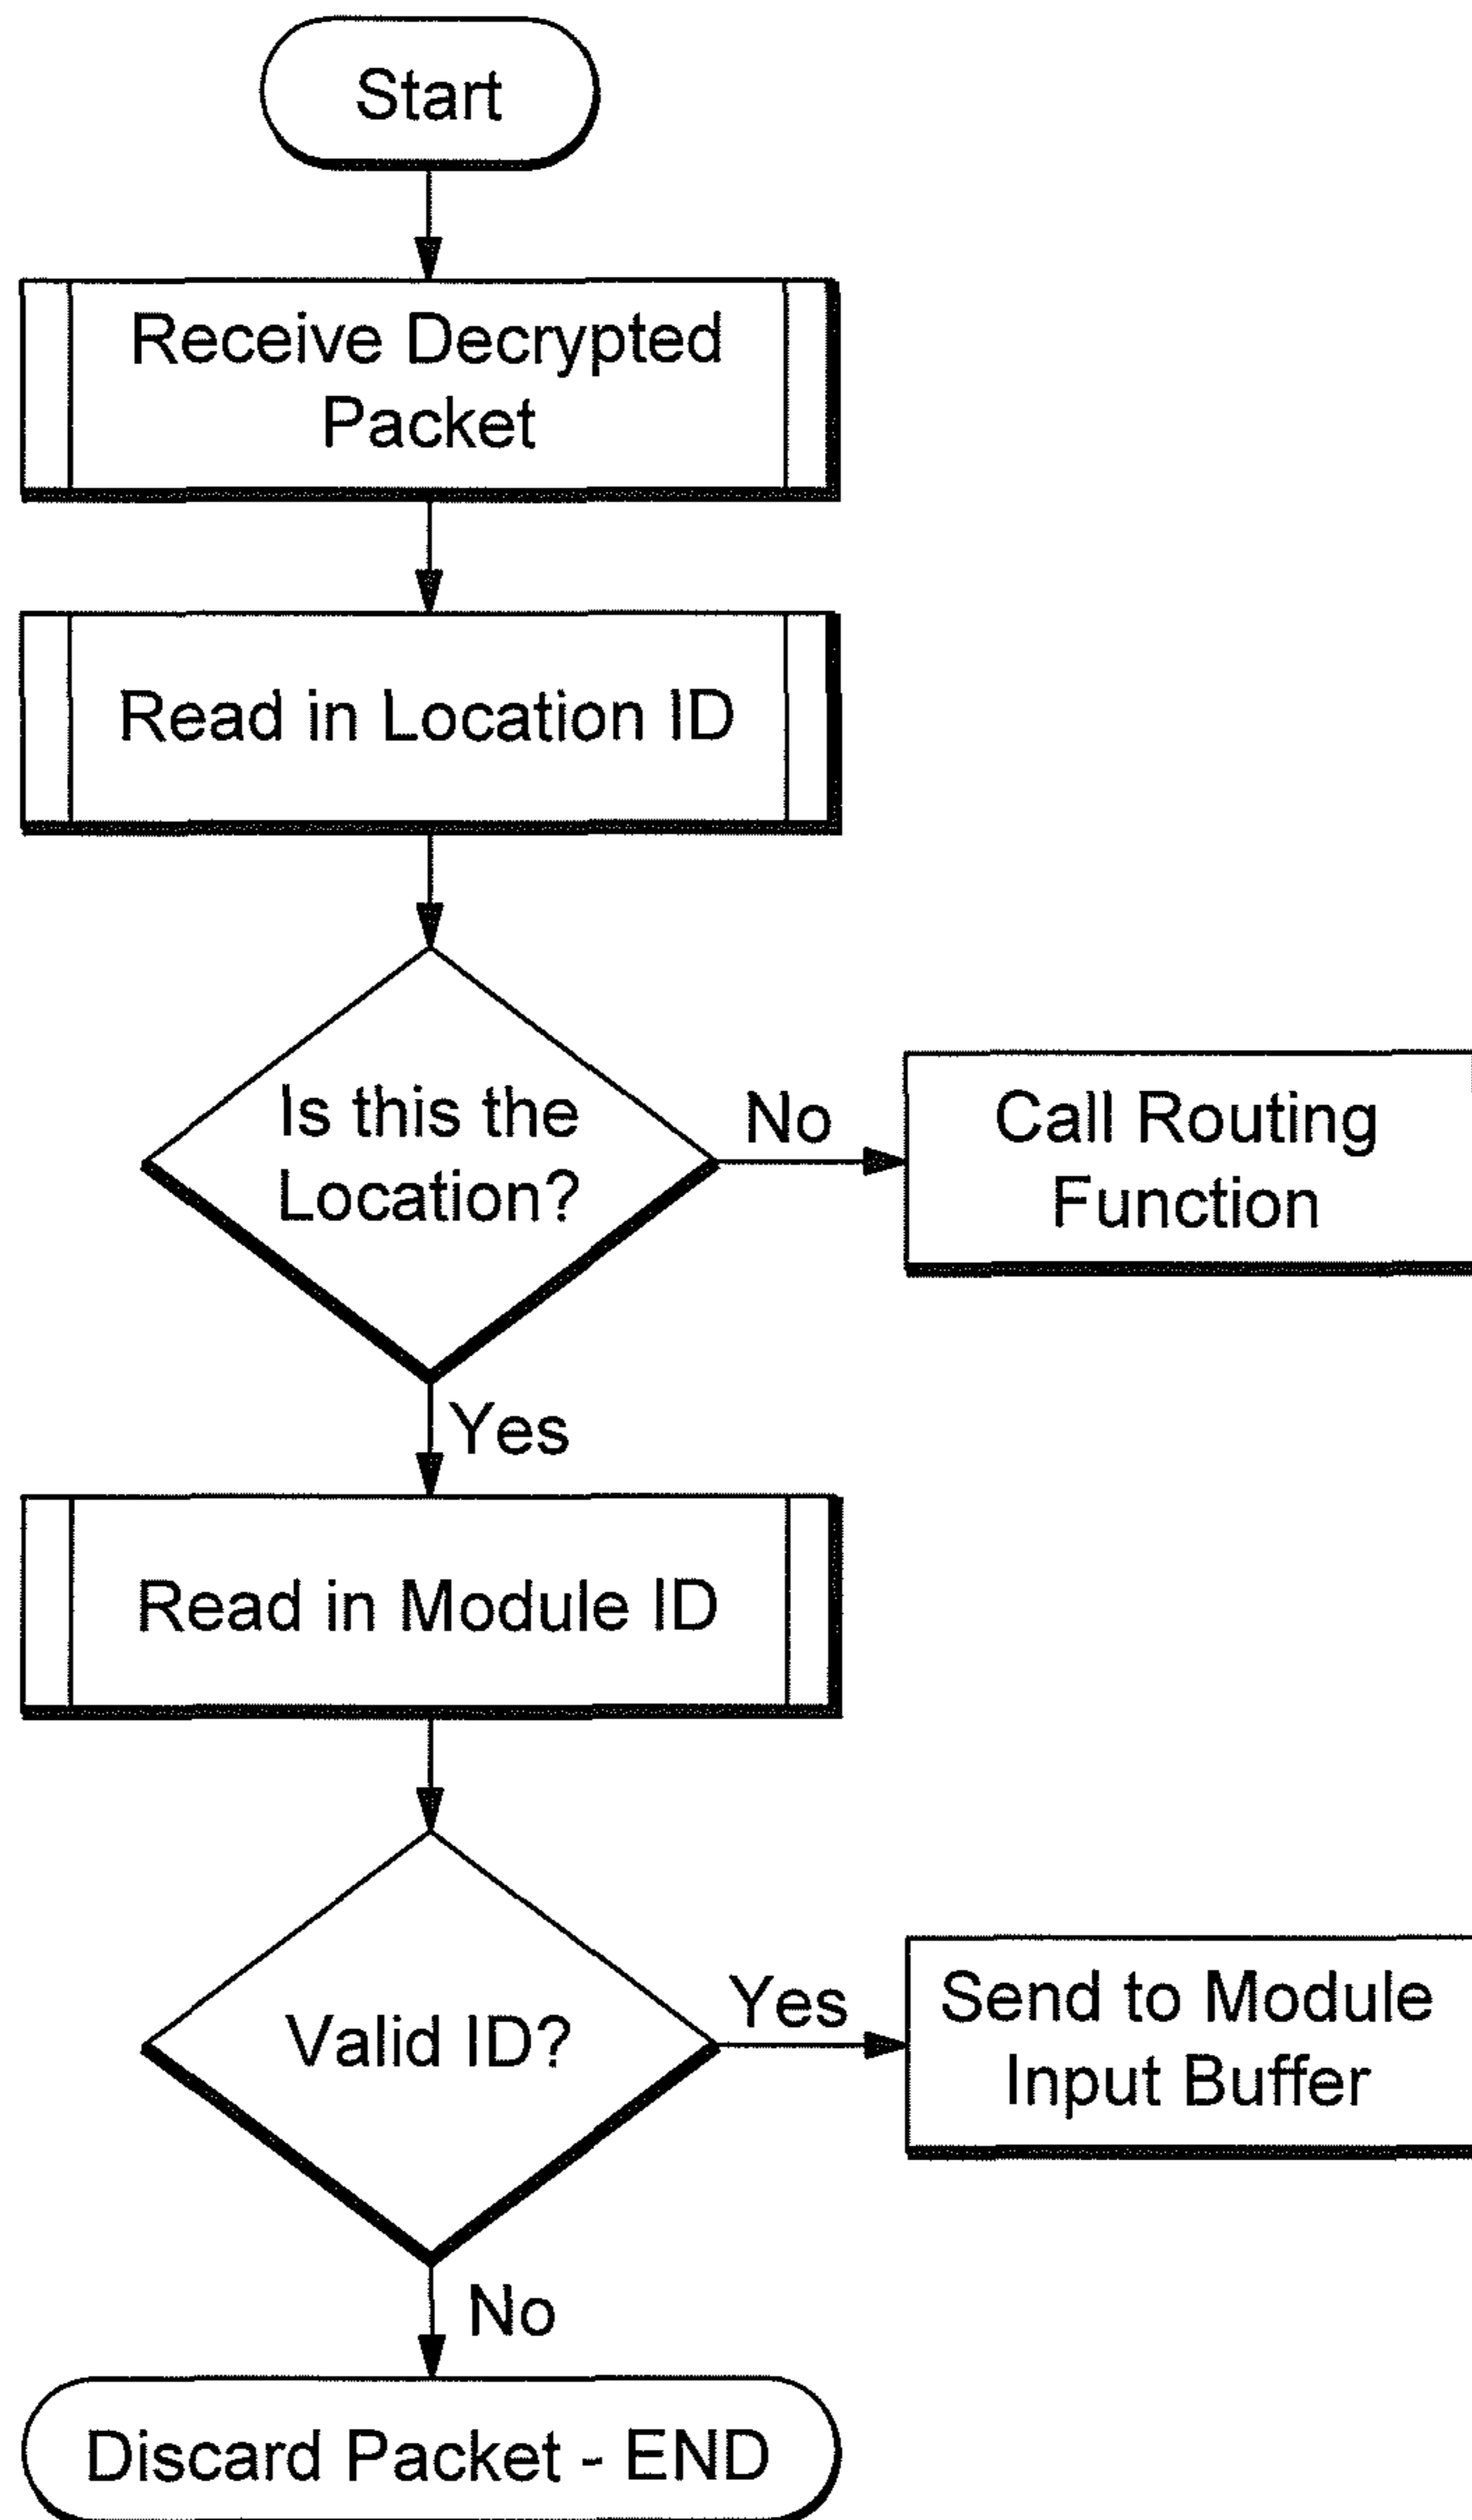 Start
Receive Decrypted
Packet
Read in Location ID
Is this the
Location?
No
Call Routing
Function
Yes
Read in Module ID
Valid ID?
Yes
Send to Module
Input Buffer
No
Discard Packet - END